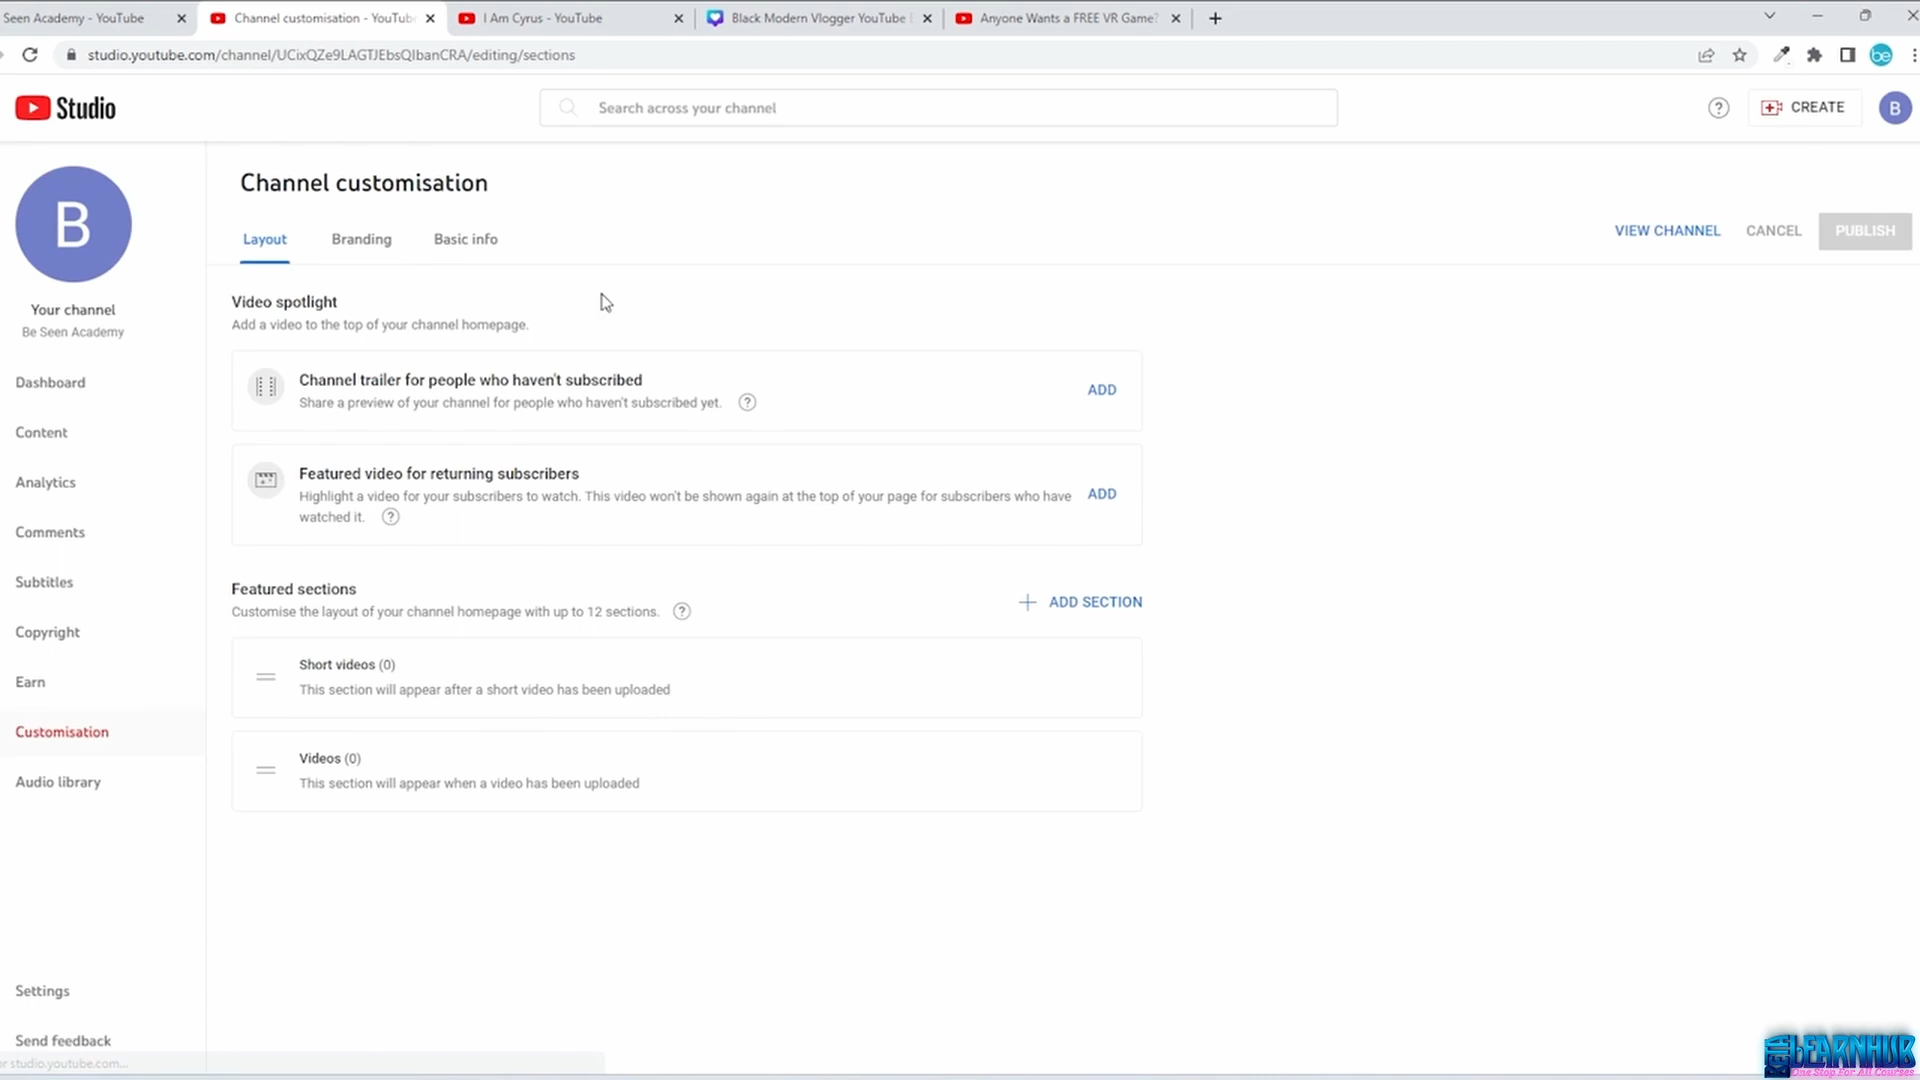 Seen Academy - YouTube
Channel customisation - YouTube
I Am Cyrus - YouTube
Black Modern Vlogger YouTube
Anyone Wants a FREE VR Game?
studio.youtube.com/channel/UCixQZe9LAGTJEbsQIbanCRA/editing/sections
be
Studio
Search across your channel
CREATE
B
B
Your channel
Be Seen Academy
Dashboard
Content
Analytics
Comments
Subtitles
Copyright
Earn
Customisation
Audio library
Settings
Send feedback
or studio.youtube.com...
Channel customisation
Layout
Branding
Basic info
VIEW CHANNEL
CANCEL
PUBLISH
Video spotlight
Add a video to the top of your channel homepage.
Channel trailer for people who haven't subscribed
Share a preview of your channel for people who haven't subscribed yet.
ADD
Featured video for returning subscribers
Highlight a video for your subscribers to watch. This video won't be shown again at the top of your page for subscribers who have
watched it.
ADD
Featured sections
Customise the layout of your channel homepage with up to 12 sections.
ADD SECTION
Short videos (0)
This section will appear after a short video has been uploaded
Videos (0)
This section will appear when a video has been uploaded
LEARNHUB
One Stop For All Courses